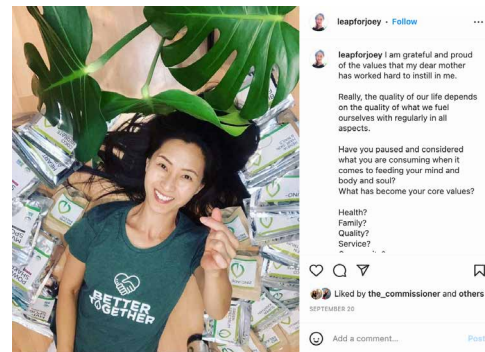 leapforjoey • Follow
leapforjoey I am grateful and proud
of the values that my dear mother
has worked hard to instill in me.
Really, the quality of our life depends
on the quality of what we fuel
ourselves with regularly in all
aspects.
Have you paused and considered
what you are consuming when it
comes to feeding your mind and
body and soul?
What has become your core values?
Health?
Family?
Quality?
Service?
Liked by the_commissioner and others
SEPTEMBER 20
Add a comment...
Post
BETTER
TOGETHER